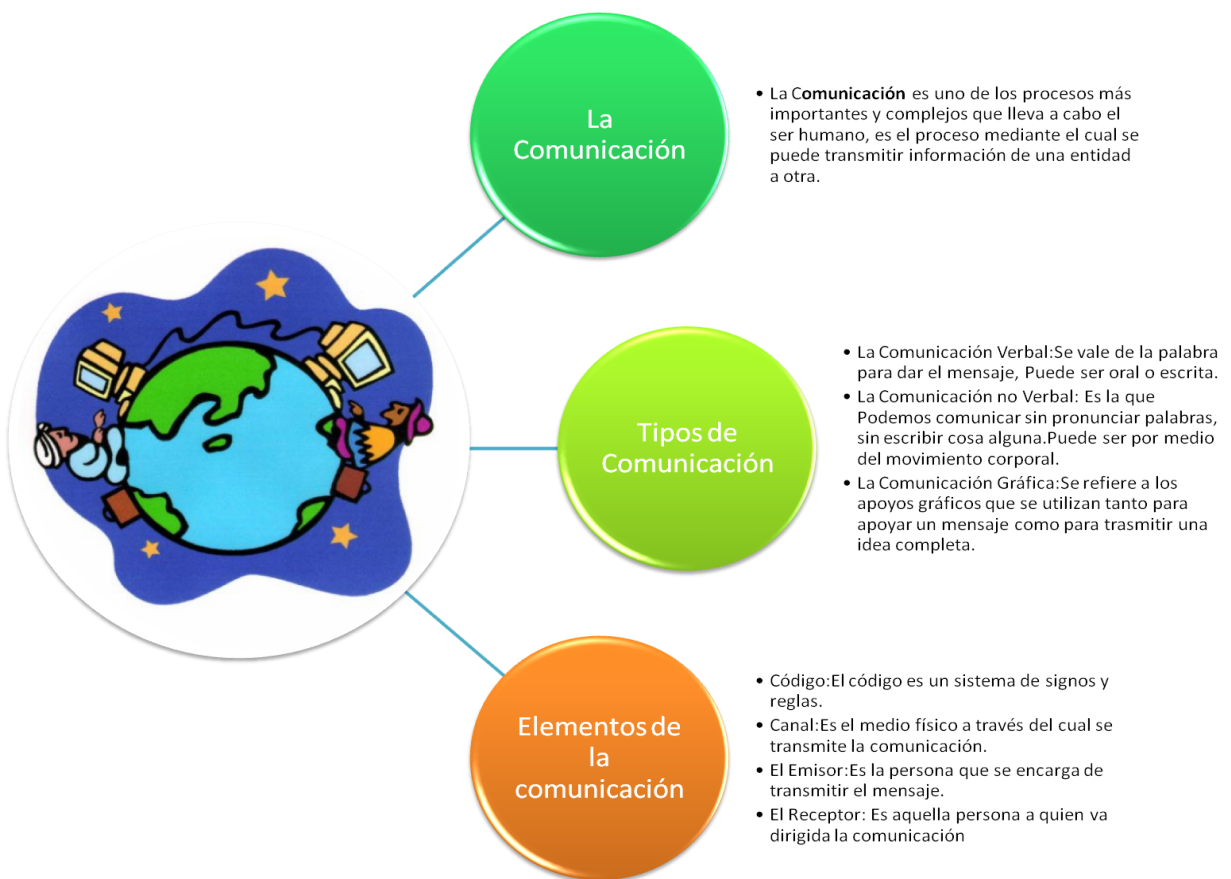 La
Comunicación
• La Comunicación es uno de los procesos más
importantes y complejos que lleva a cabo el
ser humano, es el proceso mediante el cual se
puede transmitir información de una entidad
a otra.
Tipos de
Comunicación
• La Comunicación Verbal:Se vale de la palabra
para dar el mensaje, Puede ser oral o escrita.
• La Comunicación no Verbal: Es la que
Podemos comunicar sin pronunciar palabras,
sin escribir cosa alguna.Puede ser por medio
del movimiento corporal.
• La Comunicación Gráfica:Se refiere a los
apoyos gráficos que se utilizan tanto para
apoyar un mensaje como para trasmitir una
idea completa.
Elementos de
la
comunicación
• Código:El código es un sistema de signos y
reglas.
• Canal:Es el medio físico a través del cual se
transmite la comunicación.
• El Emisor:Es la persona que se encarga de
transmitir el mensaje.
• El Receptor: Es aquella persona a quien va
dirigida la comunicación